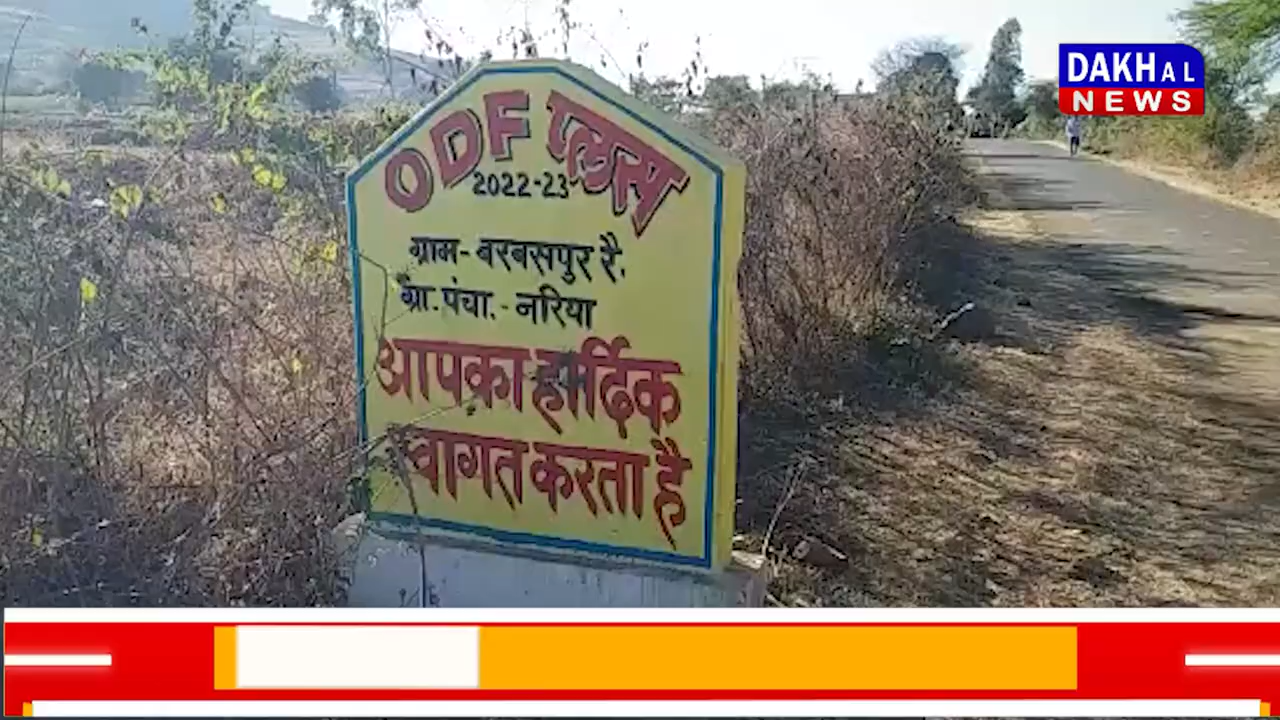 ODF प्लस
2022-23
ग्राम- बरबसपुर रै.
ग्रा. पंचा. - नरिया
आपका हार्दिक
स्वागत करता है
DAKHAL
NEWS